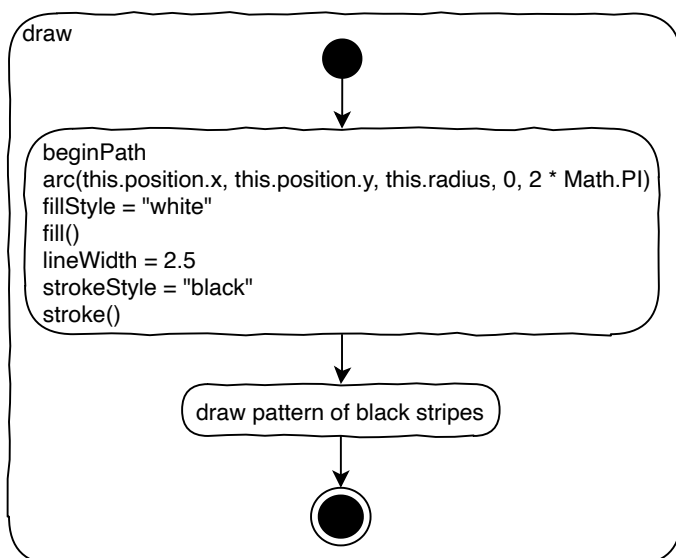 draw
beginPath
arc(this.position.x, this.position.y, this.radius, 0, 2 * Math.PI)
fillStyle = "white"
fill()
lineWidth = 2.5
strokeStyle = "black"
stroke()
draw pattern of black stripes